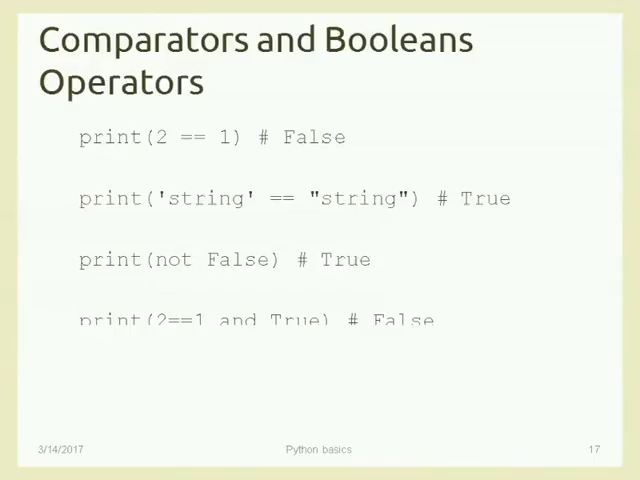 Comparators and Booleans
Operators
print(2 == 1) # False
print('string' == "string") # True
print(not False) # True
print(2==1 and True) # False
3/14/2017
Python basics
17